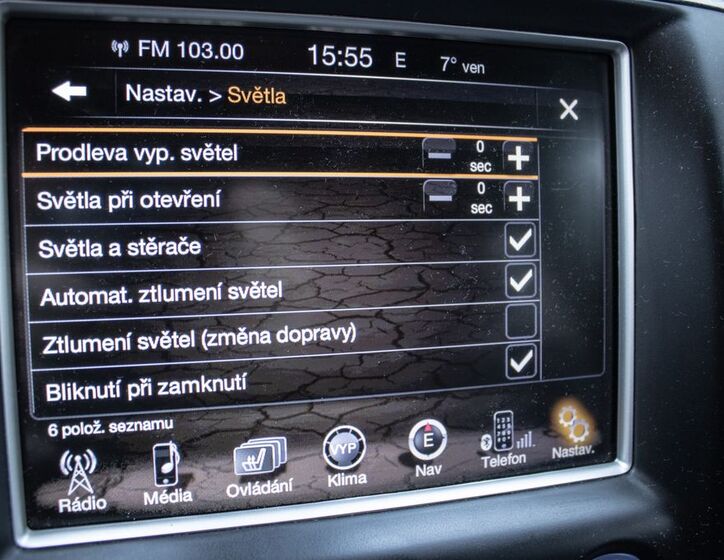 FM 103.00 15:55 E 7° ven
Nastav. > Světla
Prodleva vyp. světel 0 sec
Světla při otevření 0 sec
Světla a stěrače
Automat. ztlumení světel
Ztlumení světel (změna dopravy)
Bliknutí při zamknutí
6 polož. seznamu
VYP E
Rádio Média Ovládání Klima Nav Telefon Nastav.